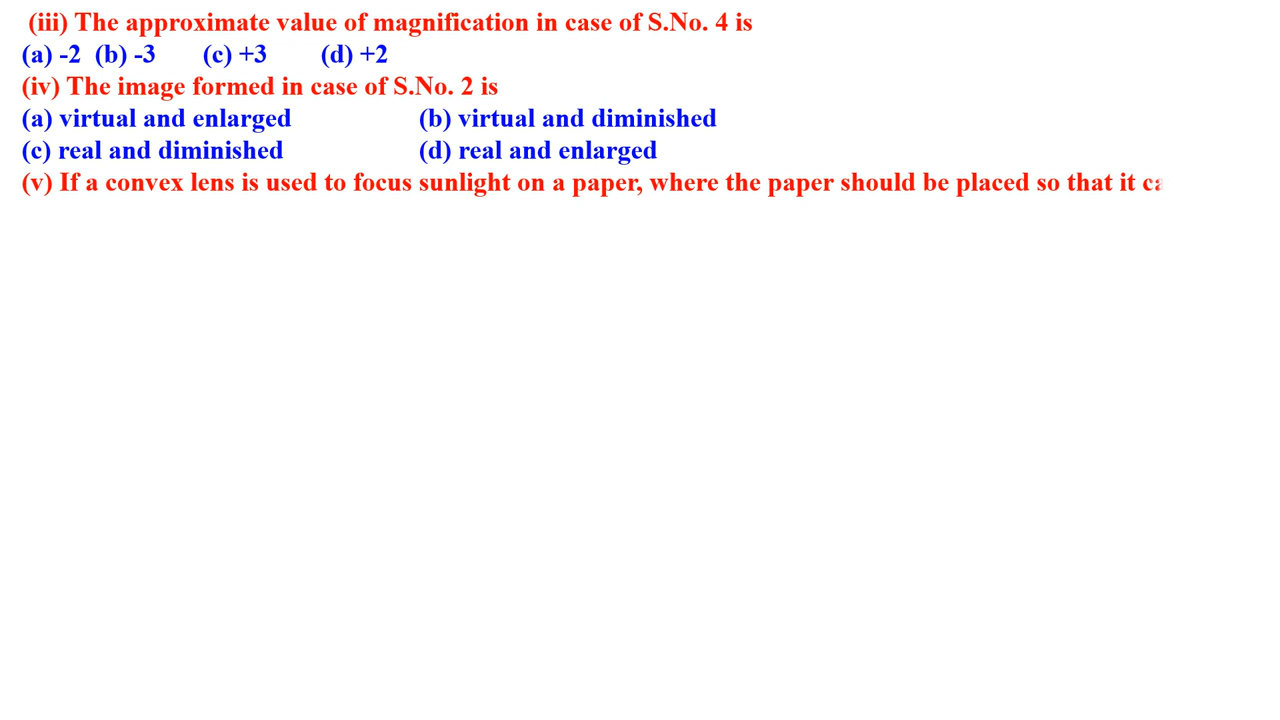 (iii) The approximate value of magnification in case of S.No. 4 is
(a) -2 (b) -3 (c) +3 (d) +2
(iv) The image formed in case of S.No. 2 is
(a) virtual and enlarged (b) virtual and diminished
(c) real and diminished (d) real and enlarged
(v) If a convex lens is used to focus sunlight on a paper, where the paper should be placed so that it